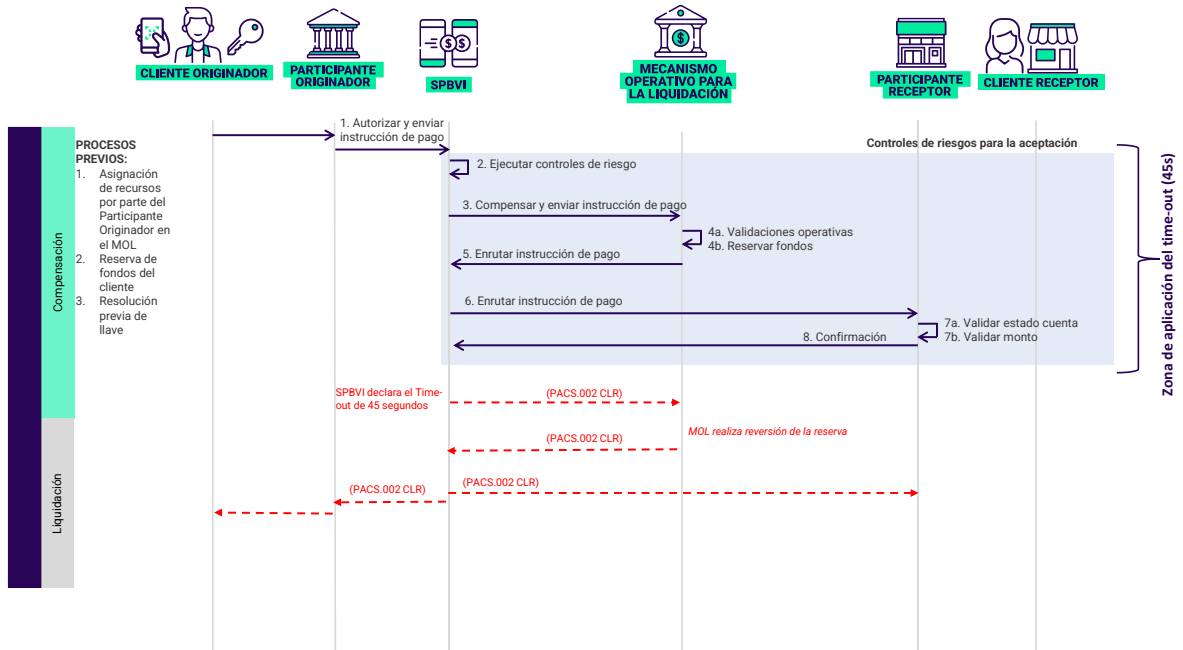 CLIENTE ORIGINADOR
PARTICIPANTE
ORIGINADOR
SPBVI
MECANISMO
OPERATIVO PARA
LA LIQUIDACIÓN
PARTICIPANTE
RECEPTOR
CLIENTE RECEPTOR
Compensación
Liquidación
PROCESOS
PREVIOS:
1. Asignación
de recursos
por parte del
Participante
Originador en
el MOL
2. Reserva de
fondos del
cliente
3. Resolución
previa de
llave
1. Autorizar y enviar
instrucción de pago
Controles de riesgos para la aceptación
2. Ejecutar controles de riesgo
3. Compensar y enviar instrucción de pago
4a. Validaciones operativas
4b. Reservar fondos
5. Enrutar instrucción de pago
6. Enrutar instrucción de pago
7a. Validar estado cuenta
7b. Validar monto
8. Confirmación
Zona de aplicación del time-out (45s)
SPBVI declara el Time-
out de 45 segundos
(PACS.002 CLR)
MOL realiza reversión de la reserva
(PACS.002 CLR)
(PACS.002 CLR)
(PACS.002 CLR)